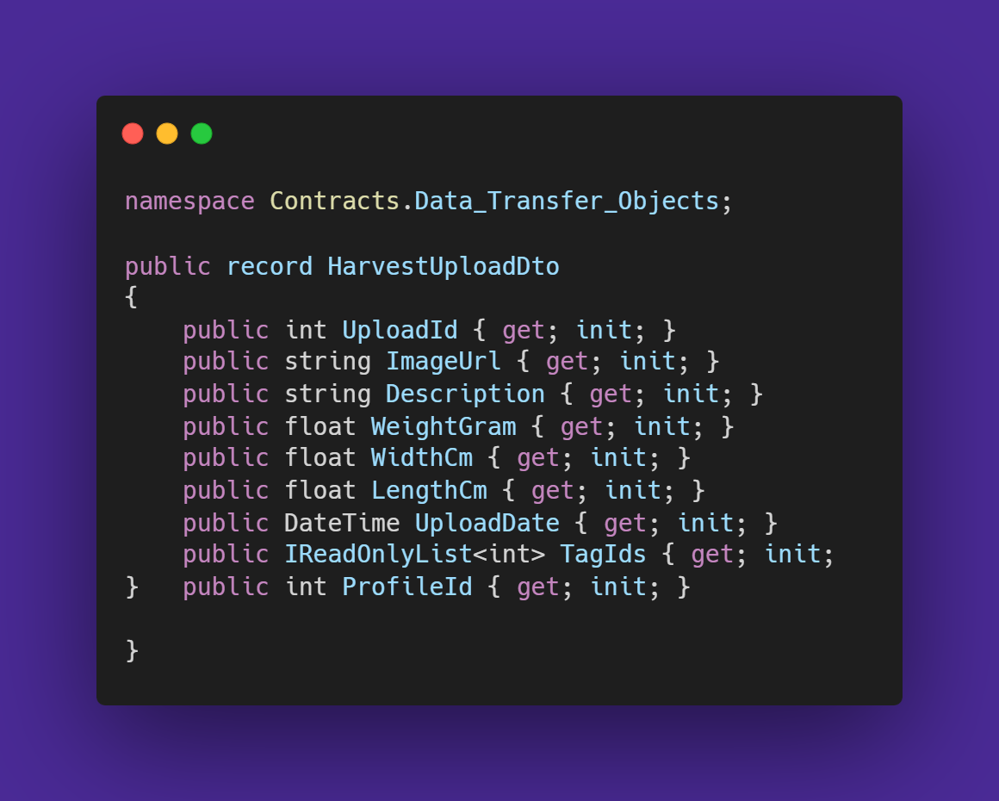 namespace Contracts.Data_Transfer_Objects;

public record HarvestUploadDto
{
    public int UploadId { get; init; }
    public string ImageUrl { get; init; }
    public string Description { get; init; }
    public float WeightGram { get; init; }
    public float WidthCm { get; init; }
    public float LengthCm { get; init; }
    public DateTime UploadDate { get; init; }
    public IReadOnlyList<int> TagIds { get; init;
}   public int ProfileId { get; init; }

}